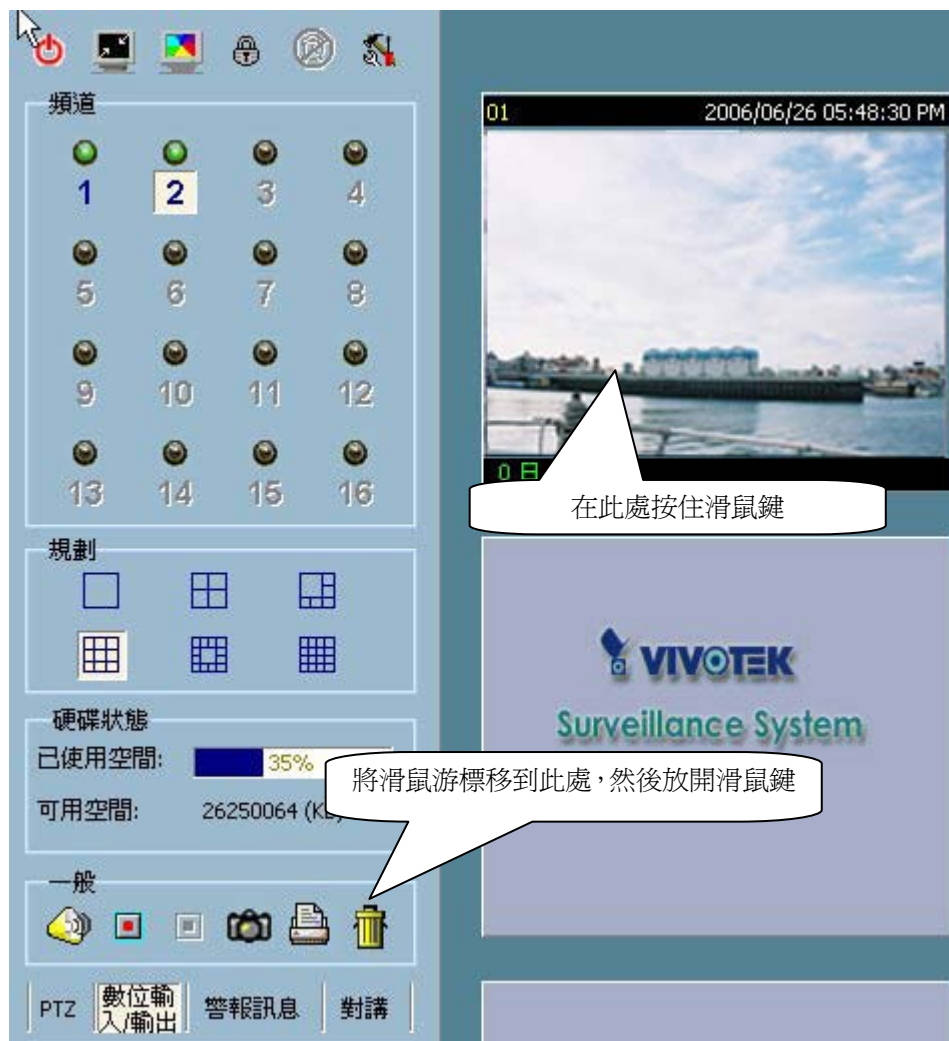 頻道
1 2 3 4
5 6 7 8
9 10 11 12
13 14 15 16
規劃
硬碟狀態
已使用空間: 35%
可用空間: 26250064 (KB)
一般
PTZ
數位輸
入/輸出
警報訊息
對講
01 2006/06/26 05:48:30 PM
0 日
在此處按住滑鼠鍵
VIVOTEK
Surveillance System
將滑鼠游標移到此處，然後放開滑鼠鍵